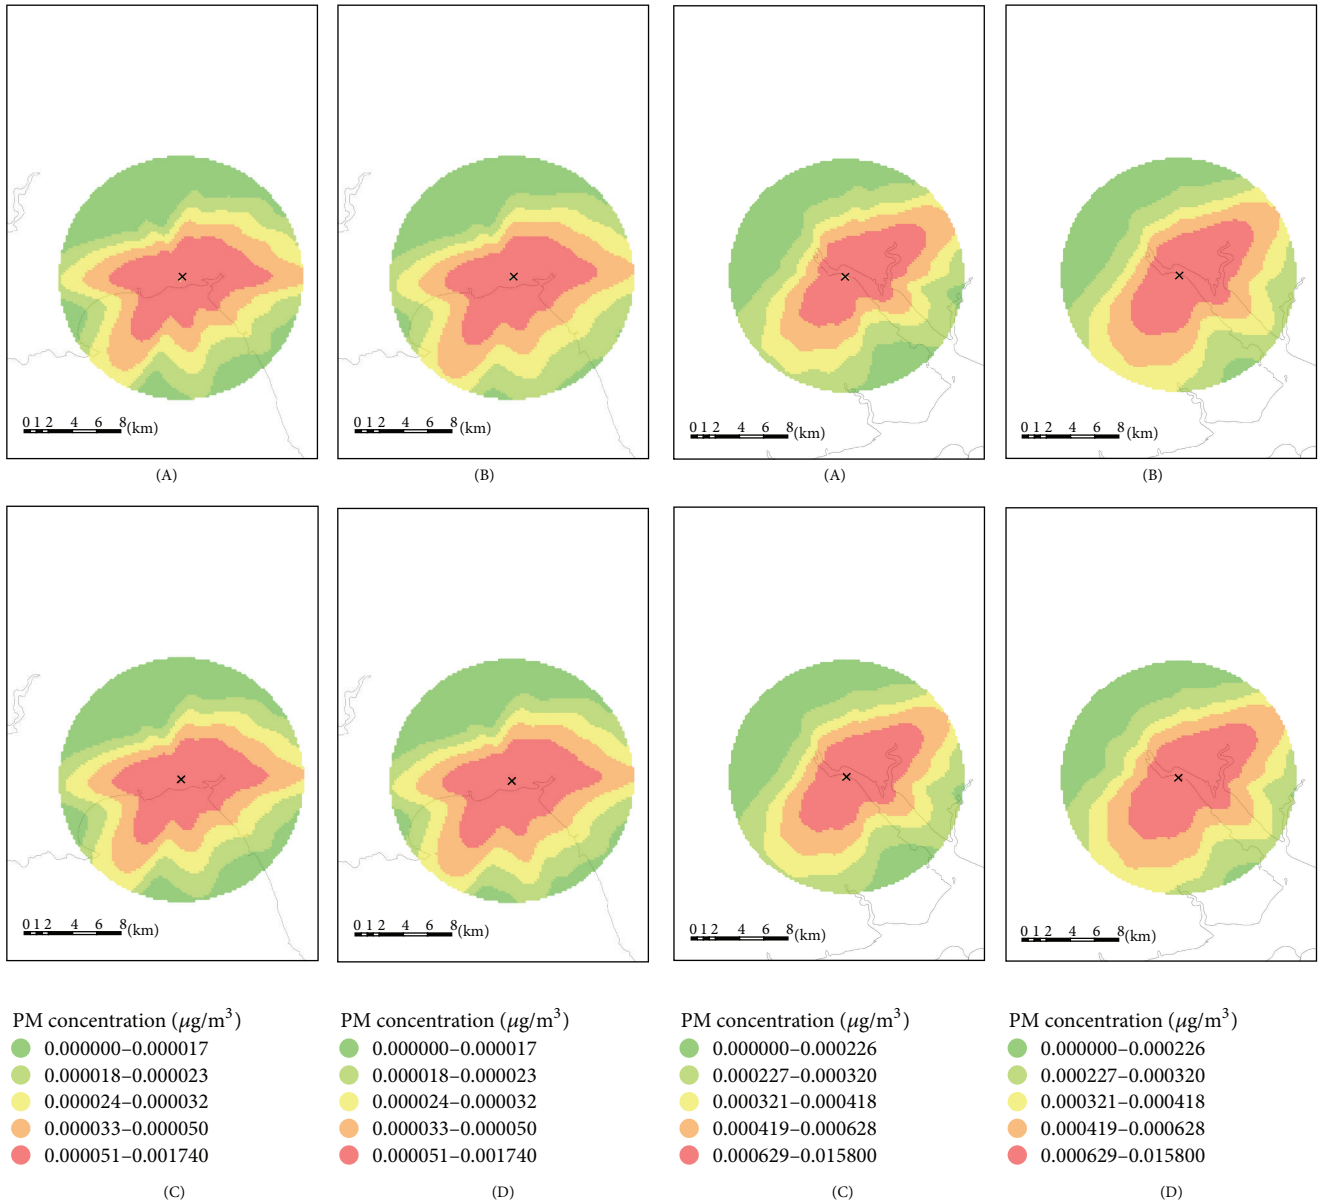 0 1 2 4 6 8 (km)
0 1 2 4 6 8 (km)
0 1 2 4 6 8 (km)
0 1 2 4 6 8 (km)
(A)
(B)
(A)
(B)
0 1 2 4 6 8 (km)
0 1 2 4 6 8 (km)
0 1 2 4 6 8 (km)
0 1 2 4 6 8 (km)
PM concentration (μg/m³)
0.000000–0.000017
0.000018–0.000023
0.000024–0.000032
0.000033–0.000050
0.000051–0.001740
(C)
PM concentration (μg/m³)
0.000000–0.000017
0.000018–0.000023
0.000024–0.000032
0.000033–0.000050
0.000051–0.001740
(D)
PM concentration (μg/m³)
0.000000–0.000226
0.000227–0.000320
0.000321–0.000418
0.000419–0.000628
0.000629–0.015800
(C)
PM concentration (μg/m³)
0.000000–0.000226
0.000227–0.000320
0.000321–0.000418
0.000419–0.000628
0.000629–0.015800
(D)